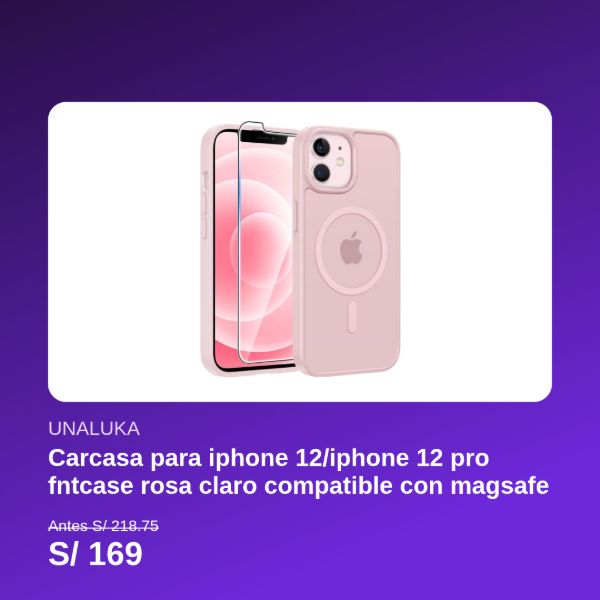 UNALUKA
Carcasa para iphone 12/iphone 12 pro
fntcase rosa claro compatible con magsafe
Antes S/ 218.75
S/ 169